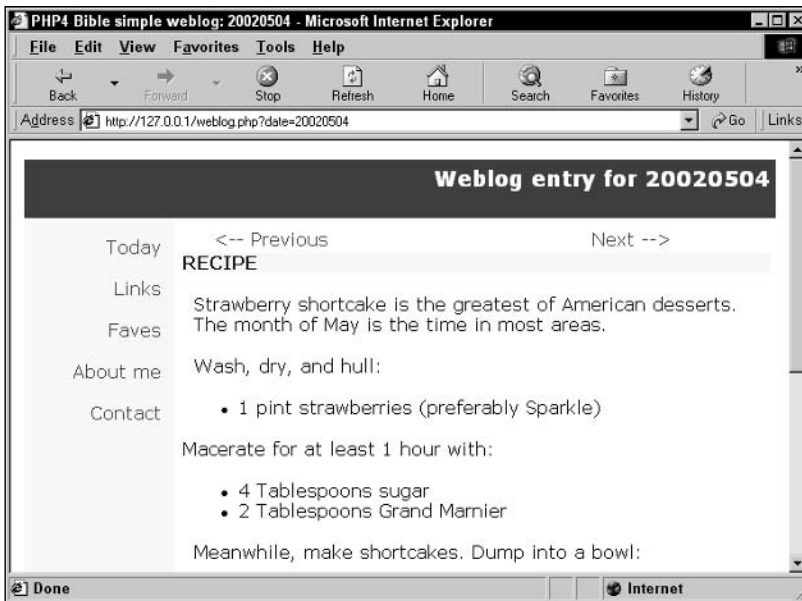 PHP4 Bible simple weblog: 20020504 - Microsoft Internet Explorer
File Edit View Favorites Tools Help
Back Forward Stop Refresh Home Search Favorites History »
Address http://127.0.0.1/weblog.php?date=20020504 Go Links
Weblog entry for 20020504
Today
Links
Faves
About me
Contact
<-- Previous Next -->
RECIPE
Strawberry shortcake is the greatest of American desserts.
The month of May is the time in most areas.
Wash, dry, and hull:
• 1 pint strawberries (preferably Sparkle)
Macerate for at least 1 hour with:
• 4 Tablespoons sugar
• 2 Tablespoons Grand Marnier
Meanwhile, make shortcakes. Dump into a bowl:
Done Internet